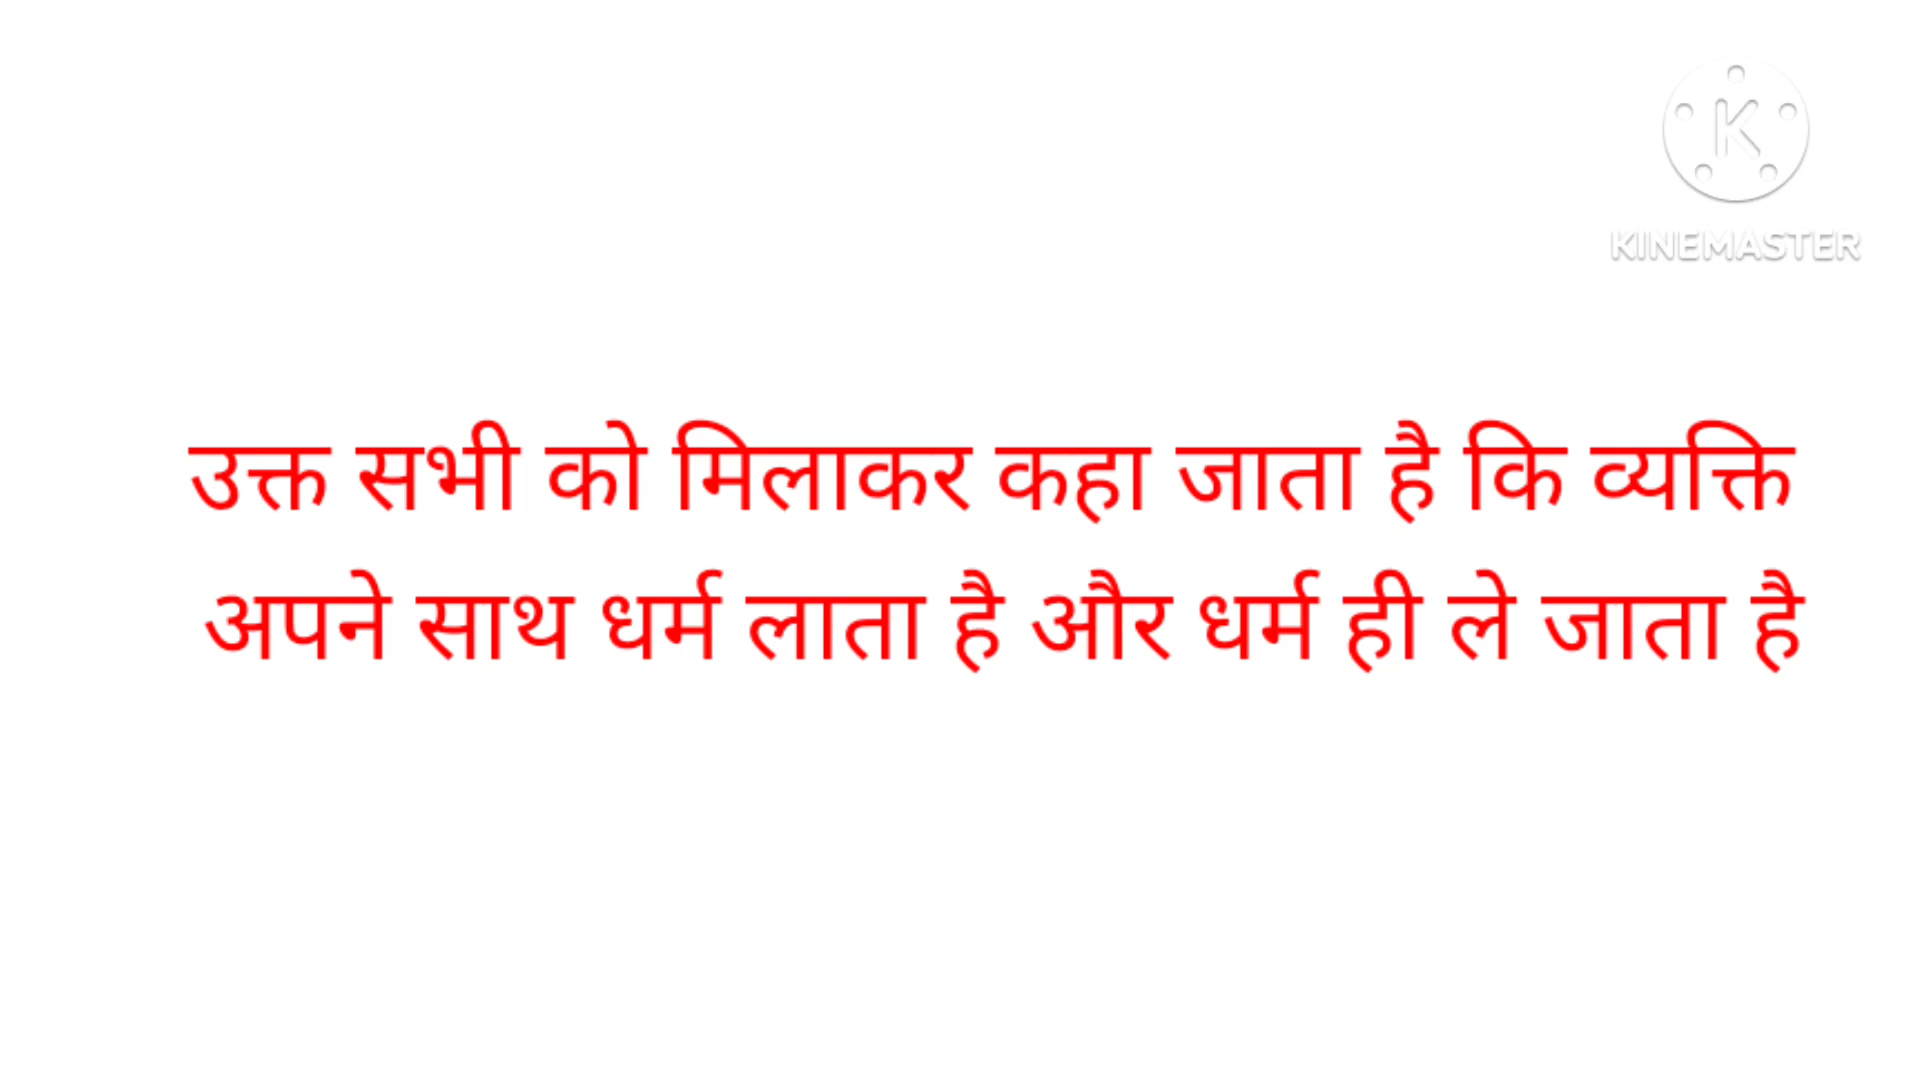 KINEMASTER
उक्त सभी को मिलाकर कहा जाता है कि व्यक्ति
अपने साथ धर्म लाता है और धर्म ही ले जाता है